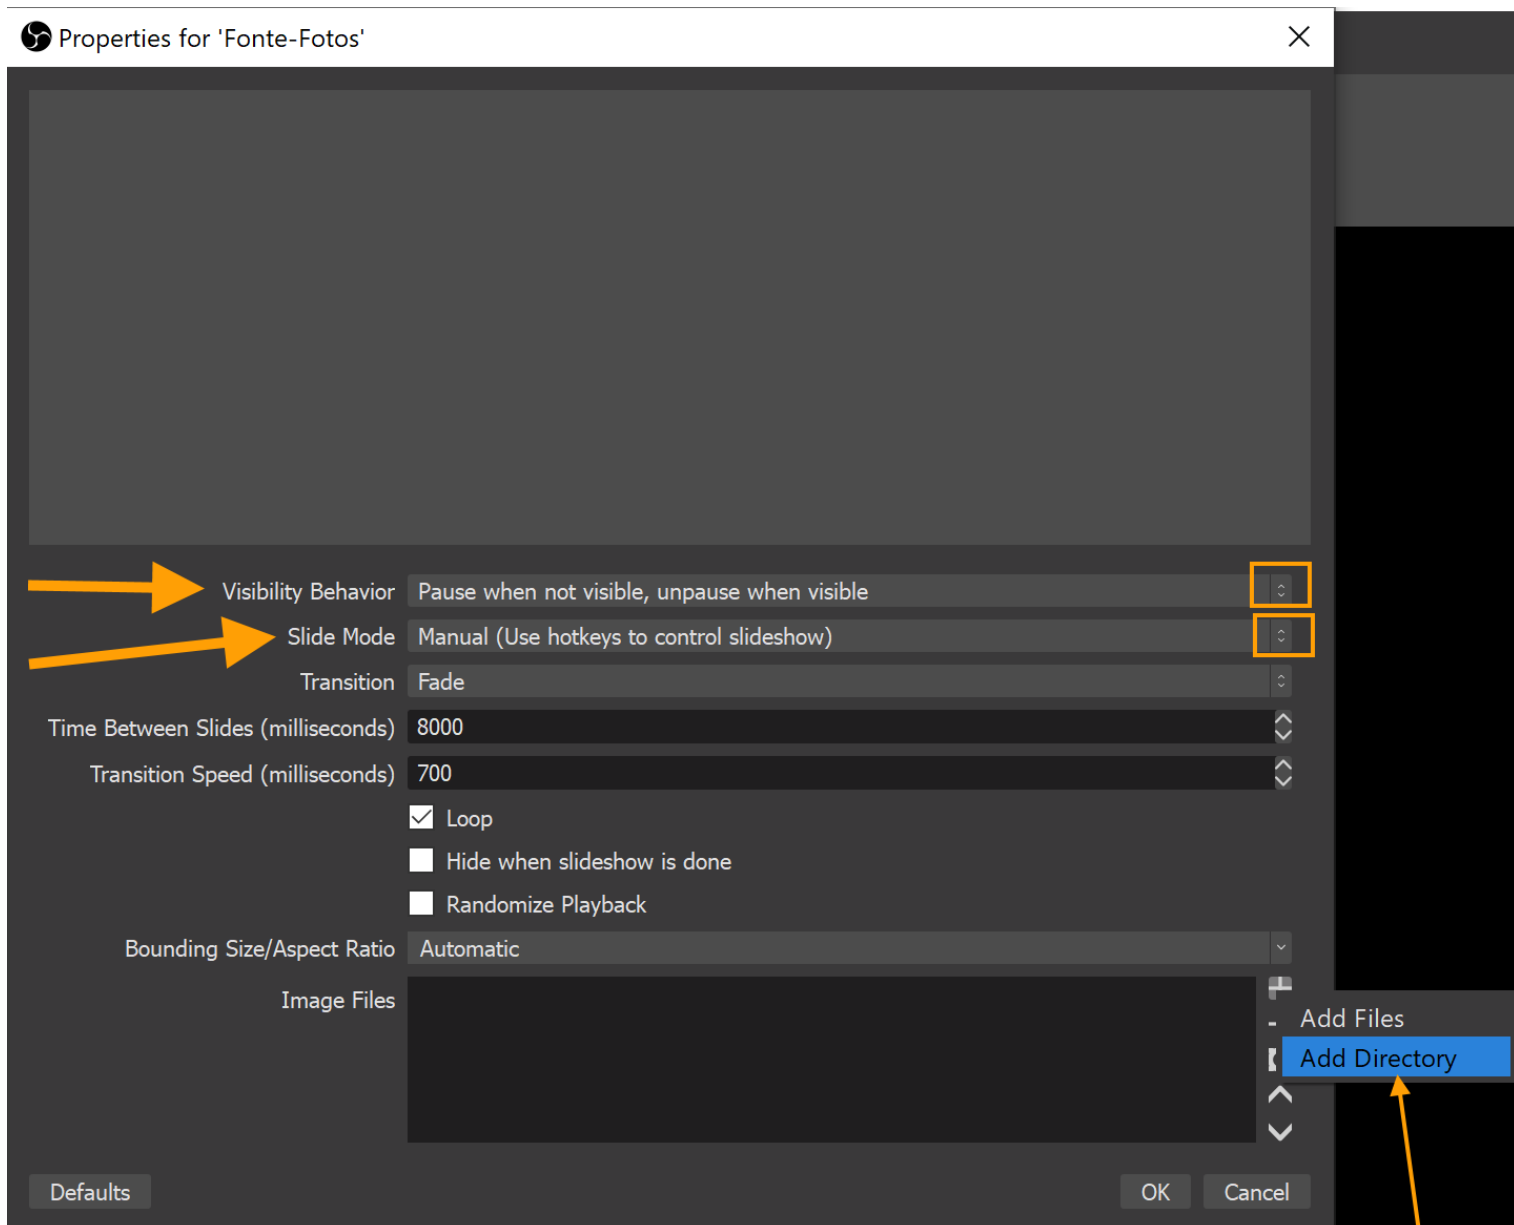 Properties for 'Fonte-Fotos'
Visibility Behavior Pause when not visible, unpause when visible
Slide Mode Manual (Use hotkeys to control slideshow)
Transition Fade
Time Between Slides (milliseconds) 8000
Transition Speed (milliseconds) 700
Loop
Hide when slideshow is done
Randomize Playback
Bounding Size/Aspect Ratio Automatic
Image Files
Add Files
Add Directory
Defaults OK Cancel